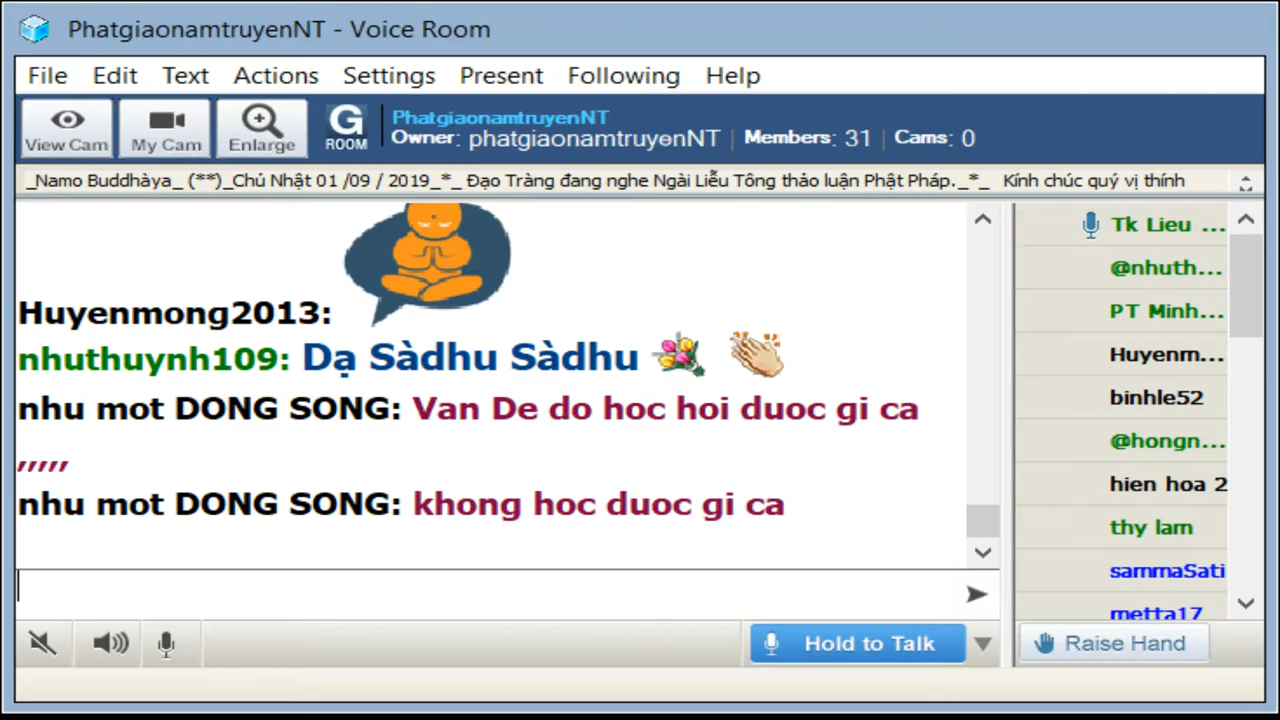 PhatgiaonamtruyenNT - Voice Room
File Edit Text Actions Settings Present Following Help
View Cam My Cam Enlarge G ROOM
PhatgiaonamtruyenNT
Owner: phatgiaonamtruyenNT | Members: 31 | Cams: 0
_Namo Buddhàya_ (**)_Chủ Nhật 01 /09 / 2019_*_ Đạo Tràng đang nghe Ngài Liễu Tông thảo luận Phật Pháp._*_ Kính chúc quý vị thính
Huyenmong2013:
nhuthuynh109: Dạ Sàdhu Sàdhu
nhu mot DONG SONG: Van De do hoc hoi duoc gi ca
,,,,,
nhu mot DONG SONG: khong hoc duoc gi ca
Tk Lieu ...
@nhuth...
PT Minh...
Huyenm...
binhle52
@hongn...
hien hoa 2
thy lam
sammaSati
metta17
Hold to Talk
Raise Hand